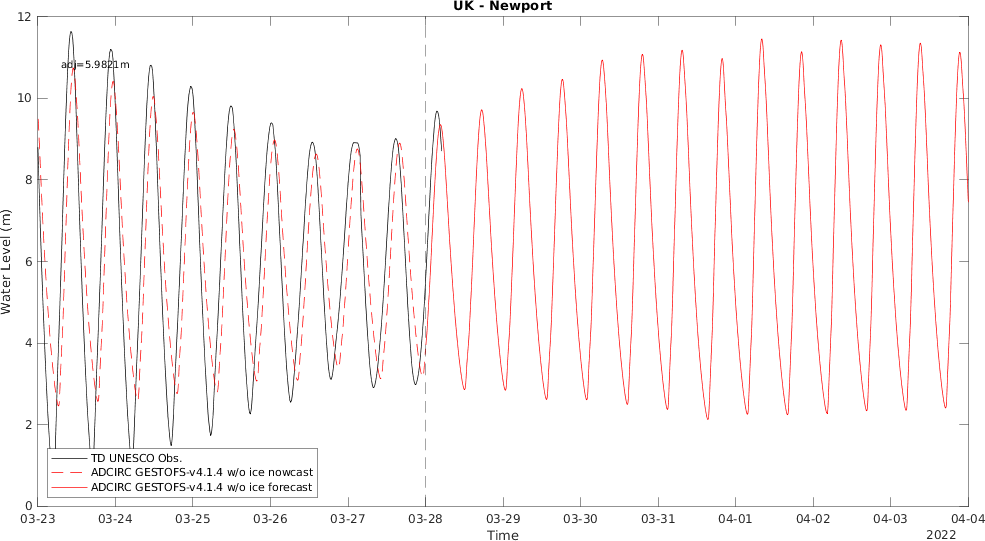 UK - Newport
12
adj=5.9821m
10
8
6
4
2
0
Water Level (m)
TD UNESCO Obs.
ADCIRC GESTOFS-v4.1.4 w/o ice nowcast
ADCIRC GESTOFS-v4.1.4 w/o ice forecast
03-23 03-24 03-25 03-26 03-27 03-28 03-29 03-30 03-31 04-01 04-02 04-03 04-04
Time
2022